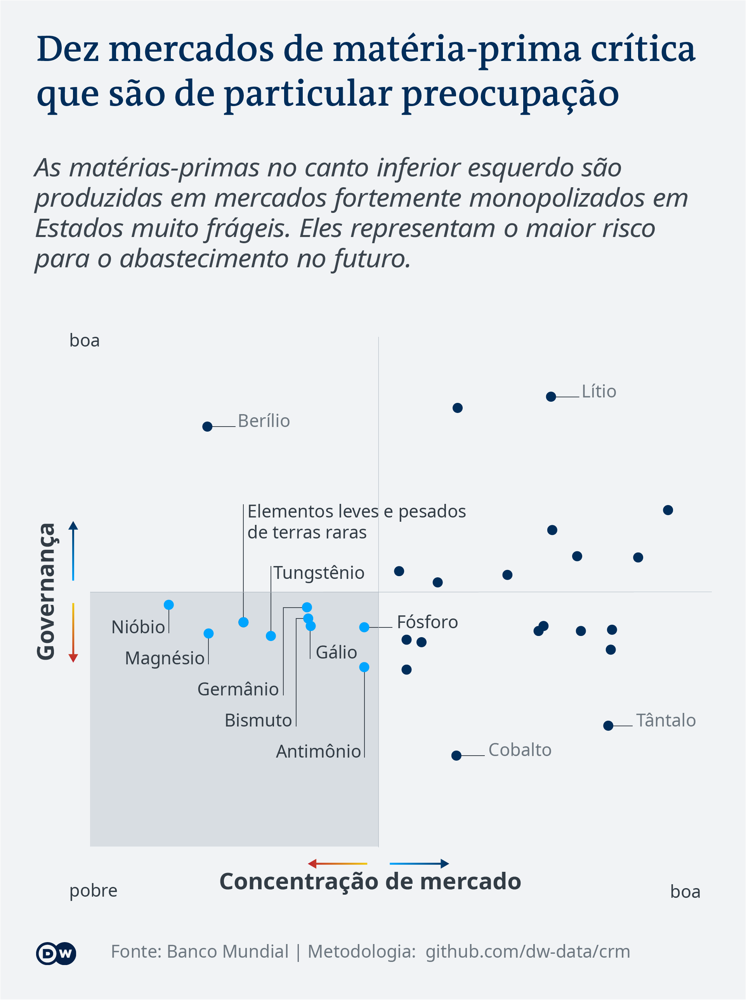 Dez mercados de matéria-prima crítica
que são de particular preocupação
As matérias-primas no canto inferior esquerdo são
produzidas em mercados fortemente monopolizados em
Estados muito frágeis. Eles representam o maior risco
para o abastecimento no futuro.
boa
Lítio
Berílio
Elementos leves e pesados
de terras raras
Governança
Tungstênio
Fósforo
Nióbio
Gálio
Magnésio
Germânio
Bismuto
Tântalo
Antimônio
Cobalto
Concentração de mercado
pobre
boa
DW
Fonte: Banco Mundial | Metodologia: github.com/dw-data/crm